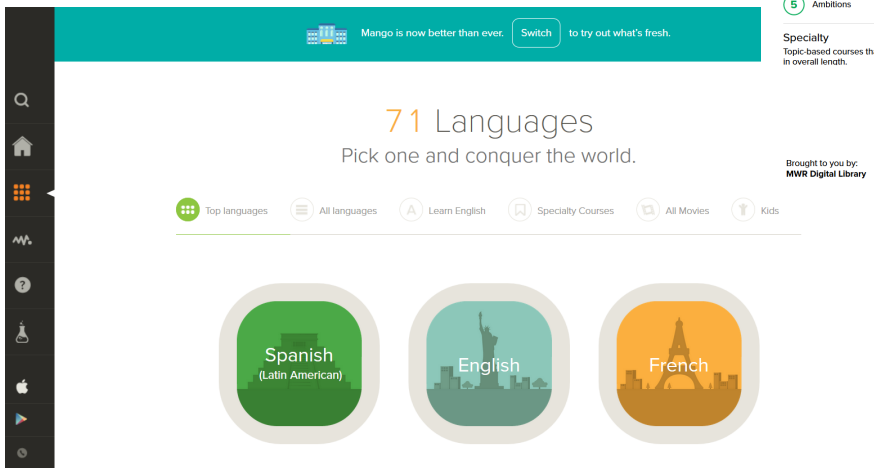 Mango is now better than ever. Switch to try out what's fresh.
71 Languages
Pick one and conquer the world.
Top languages All languages A Learn English Specialty Courses All Movies Kids
?
Spanish
(Latin American)
English
French
5 Ambitions
Specialty
Topic-based courses
in overall length.
Brought to you by:
MWR Digital Library